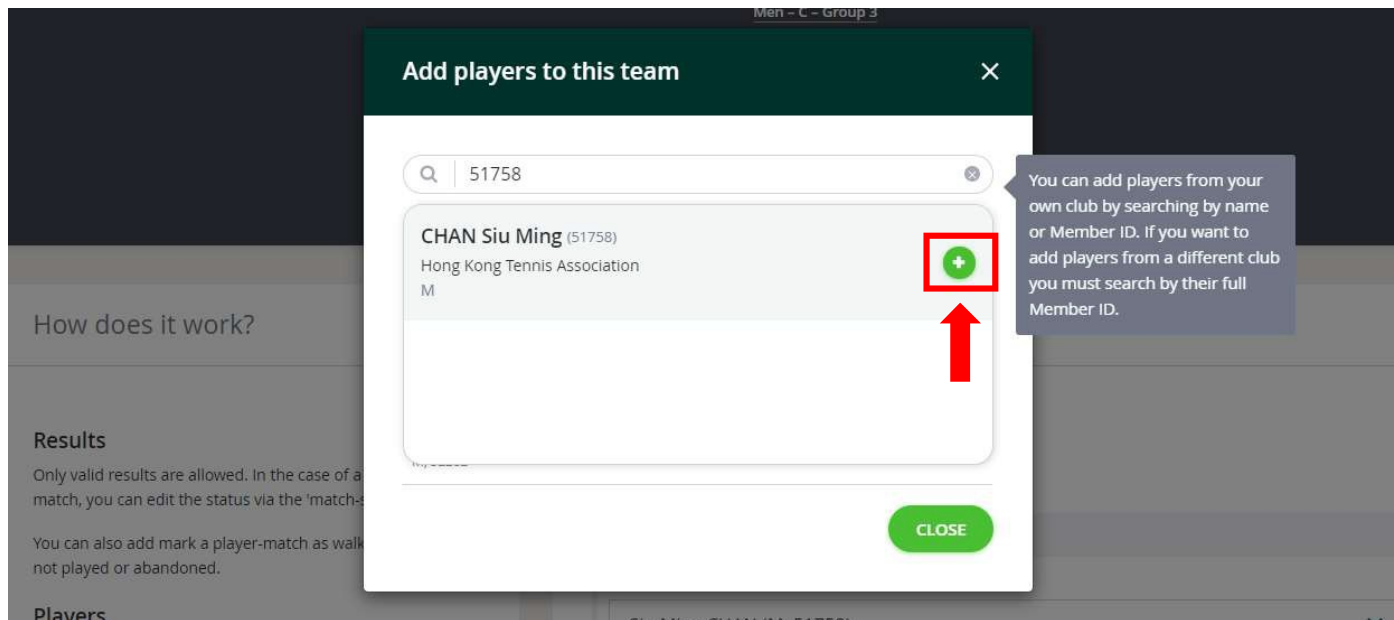 Men – C – Group 3
Add players to this team
51758
CHAN Siu Ming (51758)
Hong Kong Tennis Association
M
You can add players from your
own club by searching by name
or Member ID. If you want to
add players from a different club
you must search by their full
Member ID.
How does it work?
Results
Only valid results are allowed. In the case of a
match, you can edit the status via the 'match-s
You can also add mark a player-match as walk
not played or abandoned.
CLOSE
Players